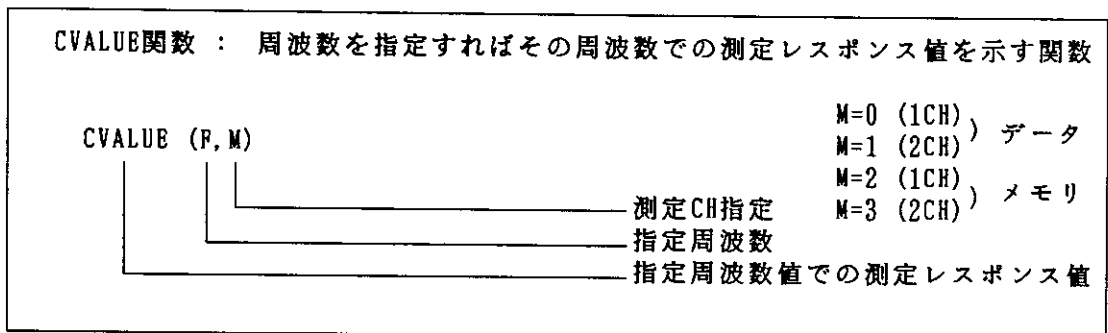 CVALUE関数 : 周波数を指定すればその周波数での測定レスポンス値を示す関数
CVALUE (F,M)
M=0 (1CH)
M=1 (2CH)
) データ
M=2 (1CH)
M=3 (2CH)
) メモリ
測定CH指定
指定周波数
指定周波数値での測定レスポンス値